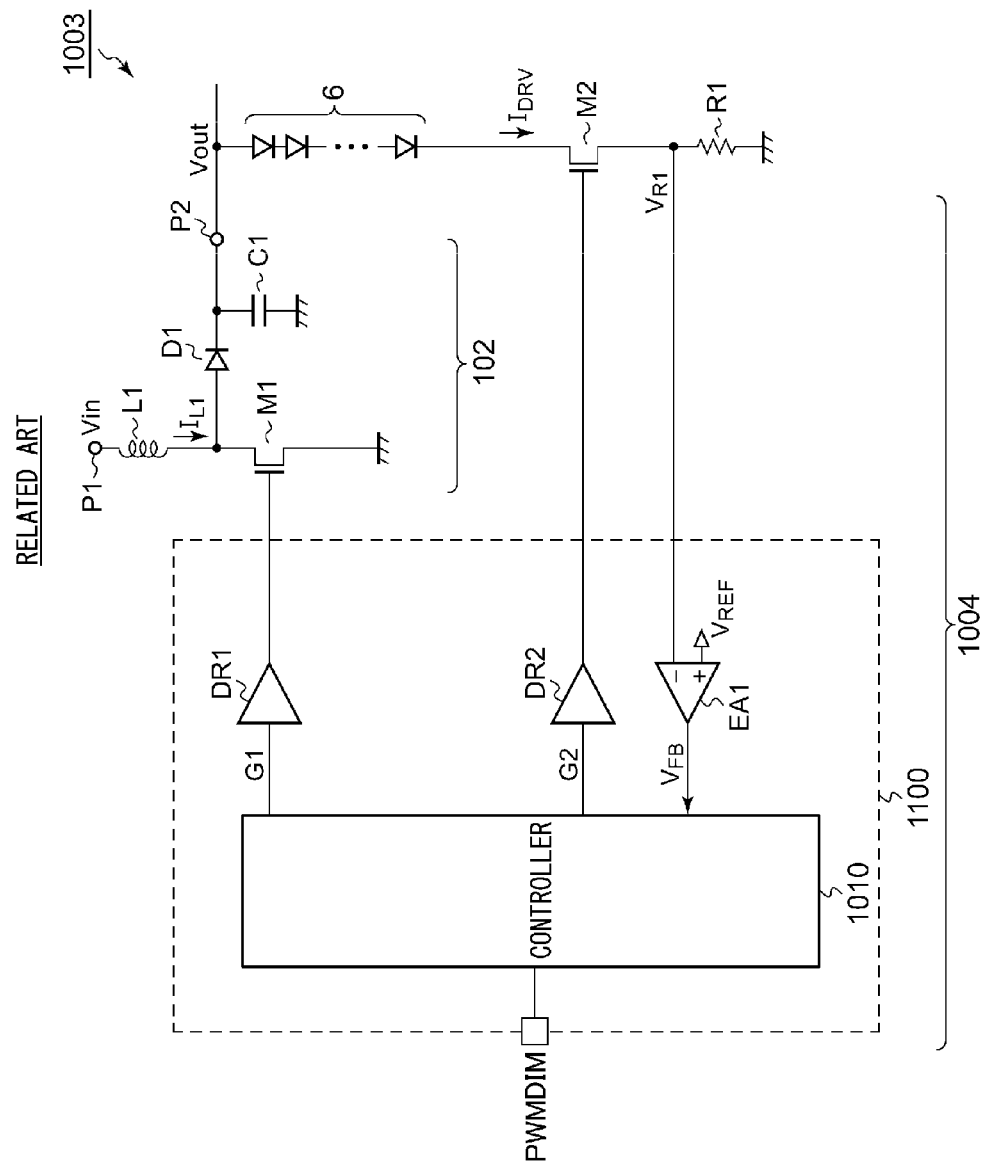 RELATED ART
1003
P1
Vin
L1
IL1
D1
P2
Vout
C1
M1
102
6
IDRV
M2
VR1
R1
DR1
G1
DR2
G2
VREF
−
+
EA1
VFB
CONTROLLER
1010
PWMDIM
1100
1004